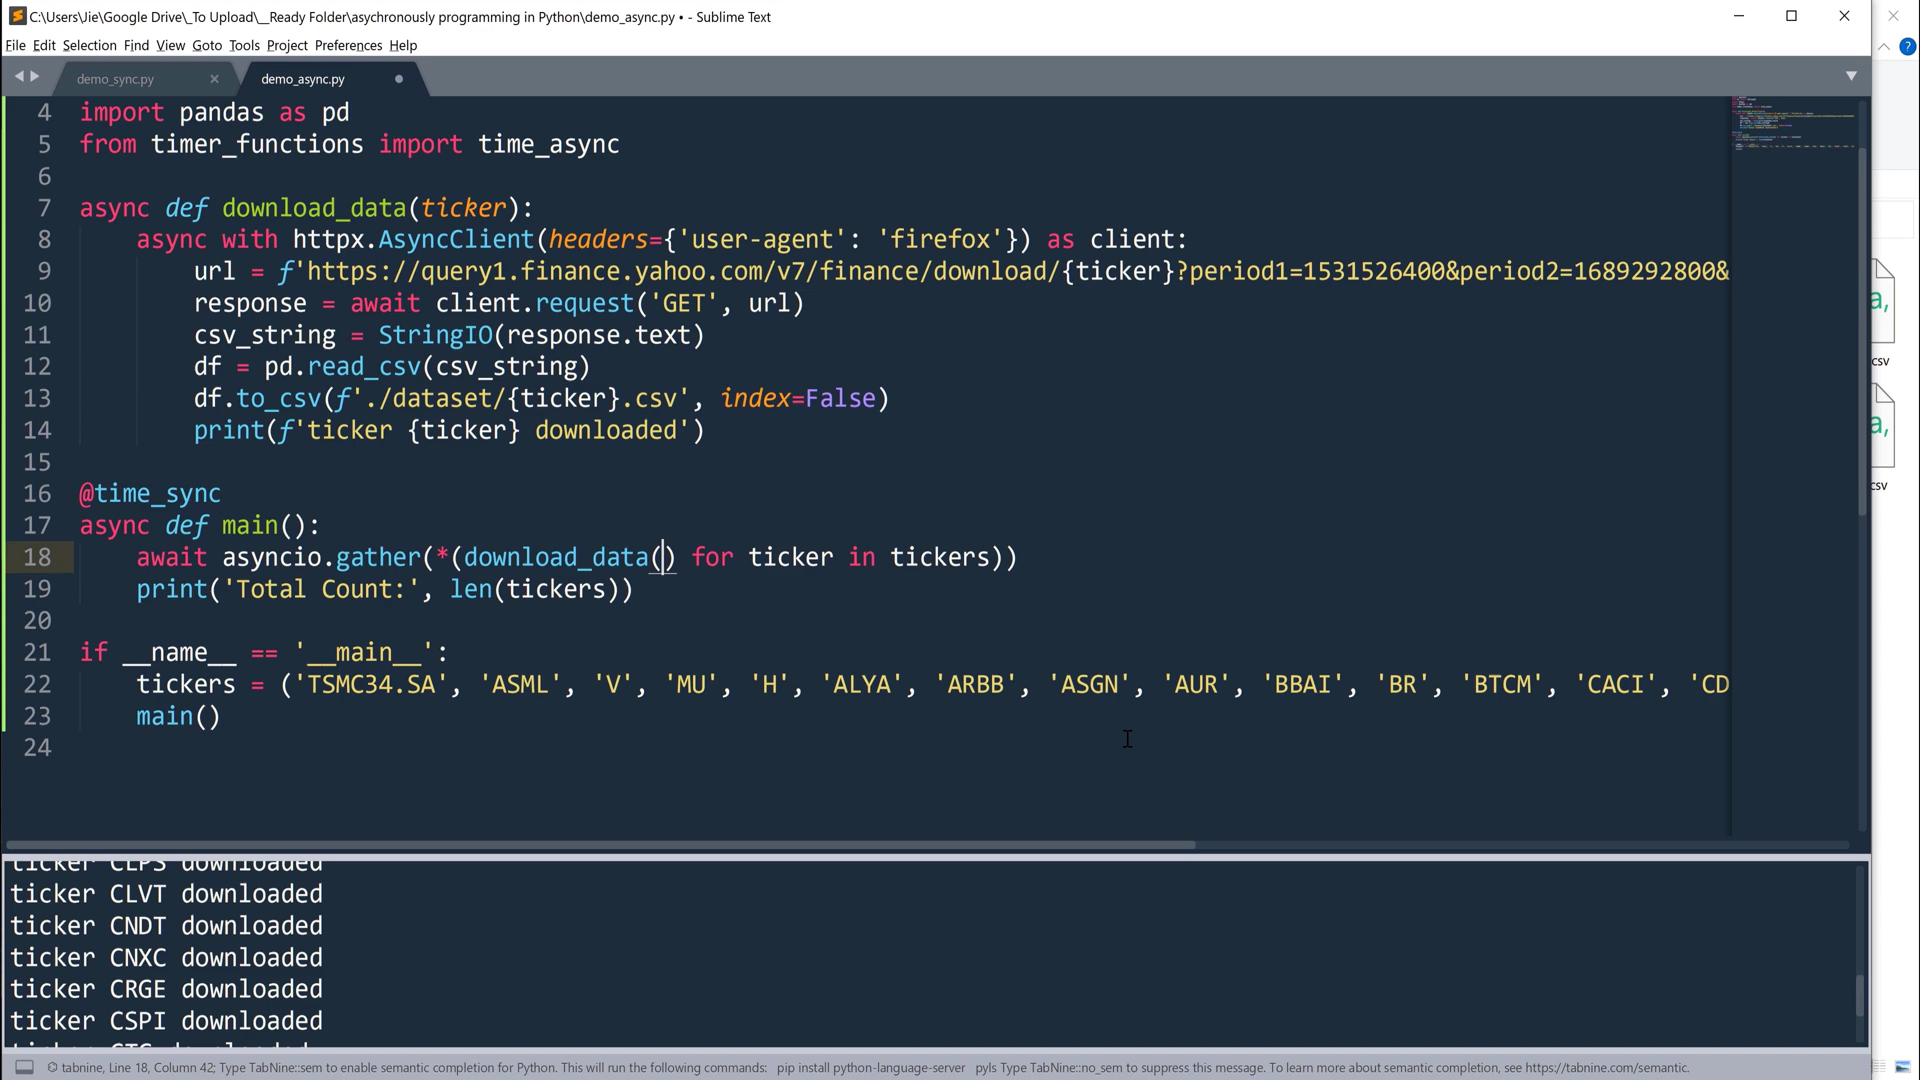 C:\Users\Jie\Google Drive\_To Upload\__Ready Folder\asychronously programming in Python\demo_async.py • - Sublime Text
File Edit Selection Find View Goto Tools Project Preferences Help
demo_sync.py
demo_async.py
4 import pandas as pd
5 from timer_functions import time_async
6
7 async def download_data(ticker):
8 async with httpx.AsyncClient(headers={'user-agent': 'firefox'}) as client:
9 url = f'https://query1.finance.yahoo.com/v7/finance/download/{ticker}?period1=1531526400&period2=1689292800&
10 response = await client.request('GET', url)
11 csv_string = StringIO(response.text)
12 df = pd.read_csv(csv_string)
13 df.to_csv(f'./dataset/{ticker}.csv', index=False)
14 print(f'ticker {ticker} downloaded')
15
16 @time_sync
17 async def main():
18 await asyncio.gather(*(download_data() for ticker in tickers))
19 print('Total Count:', len(tickers))
20
21 if __name__ == '__main__':
22 tickers = ('TSMC34.SA', 'ASML', 'V', 'MU', 'H', 'ALYA', 'ARBB', 'ASGN', 'AUR', 'BBAI', 'BR', 'BTCM', 'CACI', 'CD
23 main()
24
a,
csv
a,
csv
ticker CLPS downloaded
ticker CLVT downloaded
ticker CNDT downloaded
ticker CNXC downloaded
ticker CRGE downloaded
ticker CSPI downloaded
tabnine, Line 18, Column 42; Type TabNine::sem to enable semantic completion for Python. This will run the following commands: pip install python-language-server pyls Type TabNine::no_sem to suppress this message. To learn more about semantic completion, see https://tabnine.com/semantic.